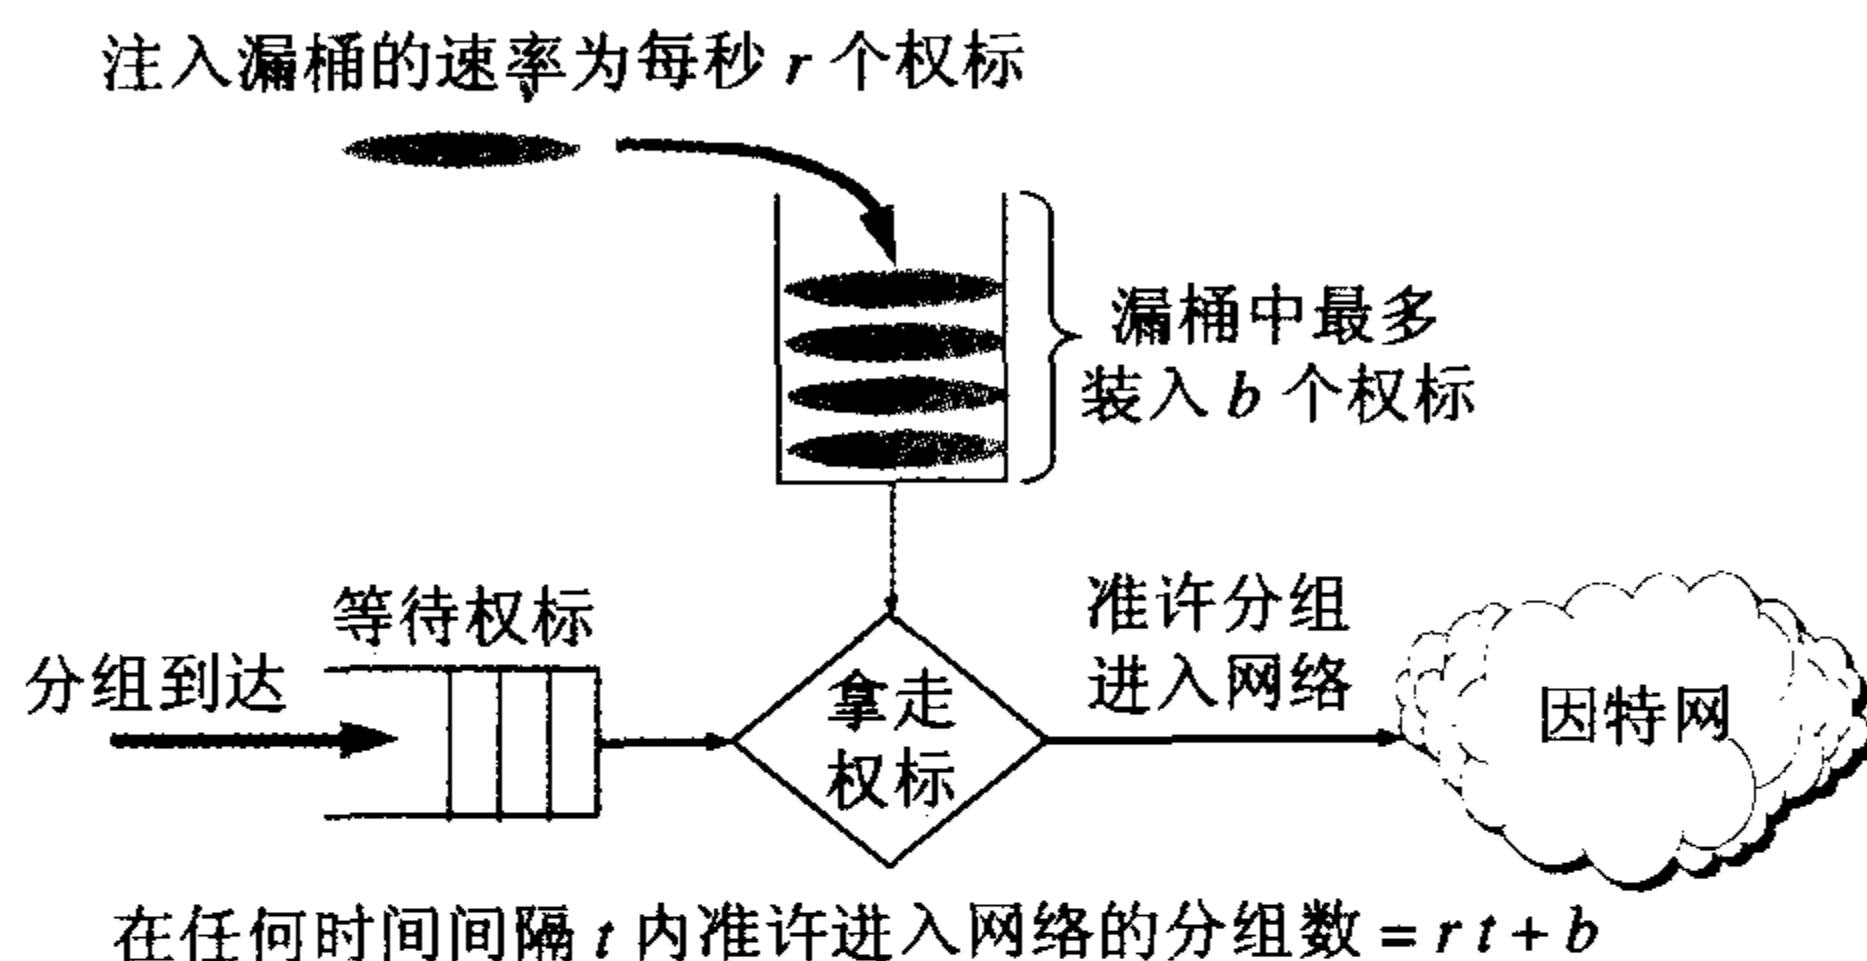 注入漏桶的速率为每秒 r 个权标
漏桶中最多
装入 b 个权标
等待权标
分组到达
拿走
权标
准许分组
进入网络
因特网
在任何时间间隔 t 内准许进入网络的分组数 = r t + b